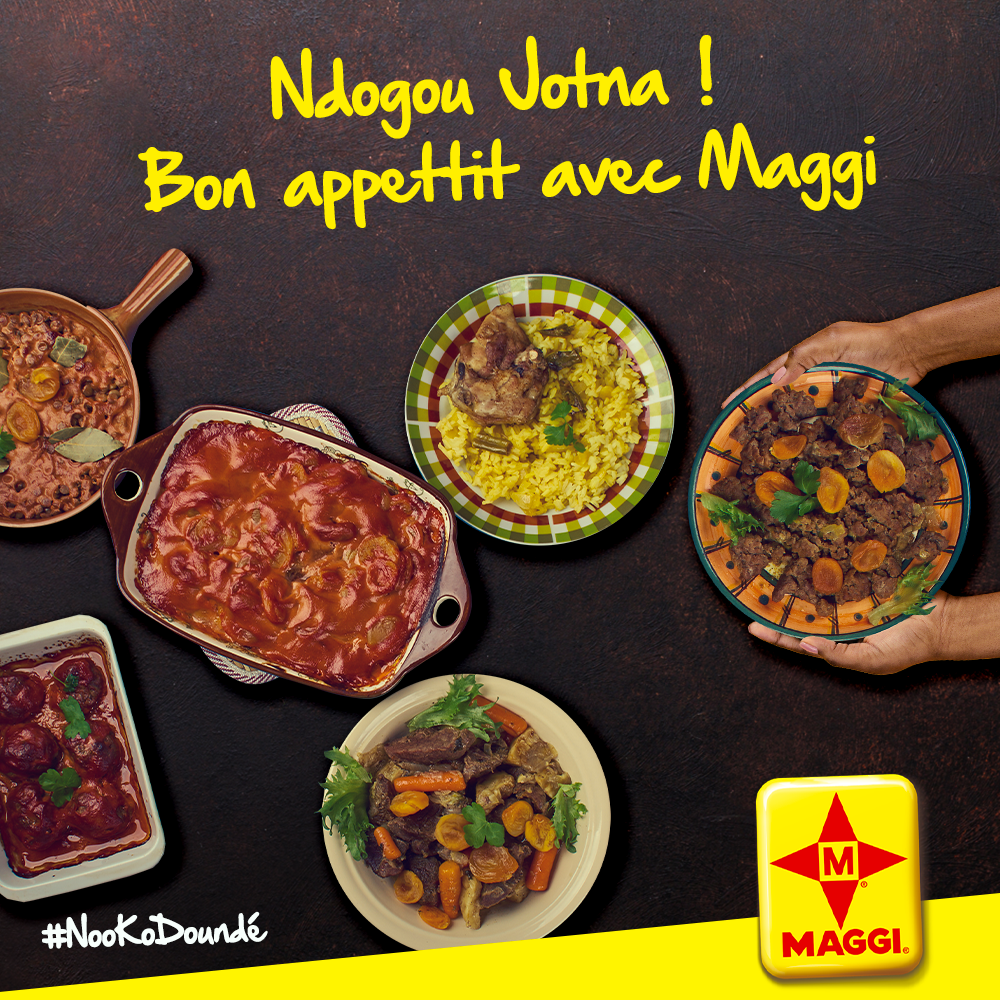 Ndogou Jotna !
Bon appettit avec Maggi
#NooKoDoundé
M
®
MAGGI®